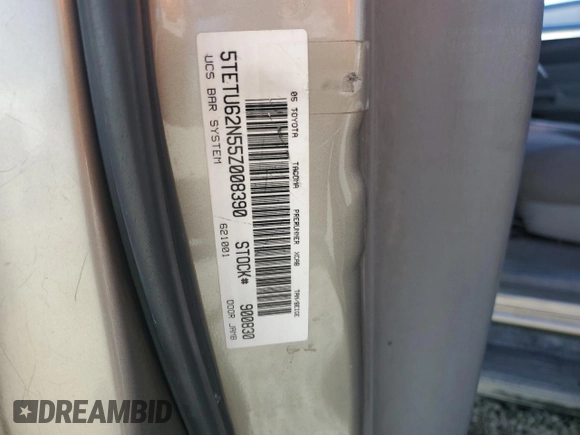 05 TOYOTA TACOMA PRERUNNER XCAB TAN/BEIGE
5TETU62N55Z008390 STOCK# 900830
UCS BAR SYSTEM 621001 DOOR JAMB
DREAMBID